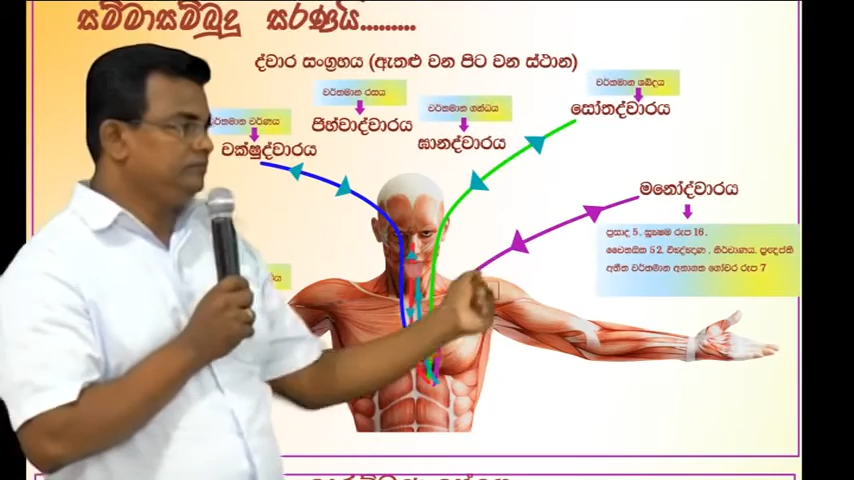 සම්මාසම්බුදු සරණයි.........
ද්වාර සංග්‍රහය (ඇතළු වන පිට වන ස්ථාන)
වර්තමාන වර්ණය
චක්ෂුද්වාරය
වර්තමාන රසය
ජිහ්වාද්වාරය
වර්තමාන ගන්ධය
ඝානද්වාරය
වර්තමාන ශබ්දය
සෝතද්වාරය
මනෝද්වාරය
ප්‍රසාද 5. සූක්‍ෂම රූප 16.
චෛතසික 52. විඤ්ඤණ . නිර්වාණය. ප්‍රඥප්ති
අතීත වර්තමාන අනාගත ගෝචර රූප 7